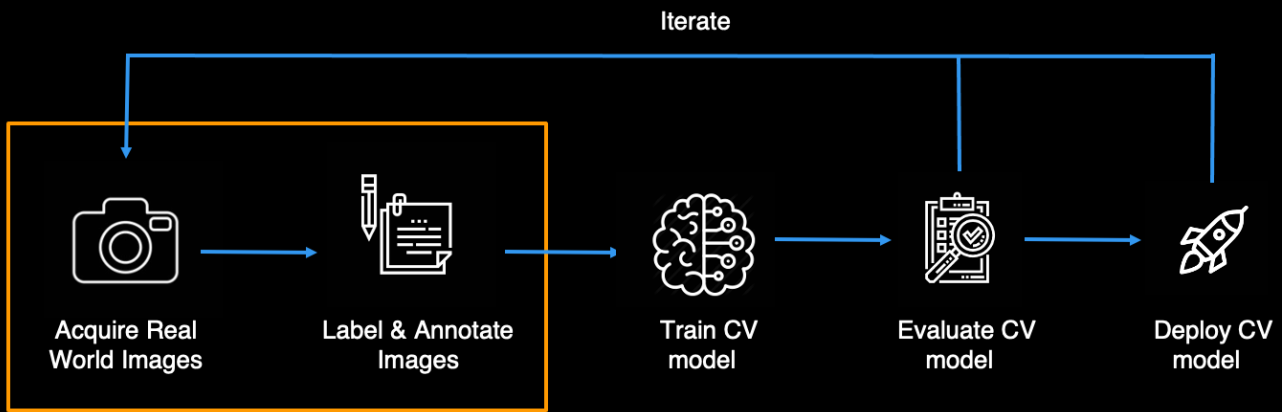 Iterate
Acquire Real
World Images
Label & Annotate
Images
Train CV
model
Evaluate CV
model
Deploy CV
model